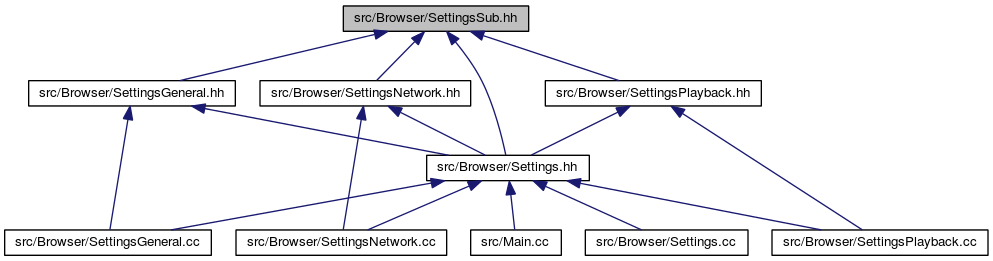 src/Browser/SettingsSub.hh
src/Browser/SettingsGeneral.hh
src/Browser/SettingsNetwork.hh
src/Browser/SettingsPlayback.hh
src/Browser/Settings.hh
src/Browser/SettingsGeneral.cc
src/Browser/SettingsNetwork.cc
src/Main.cc
src/Browser/Settings.cc
src/Browser/SettingsPlayback.cc